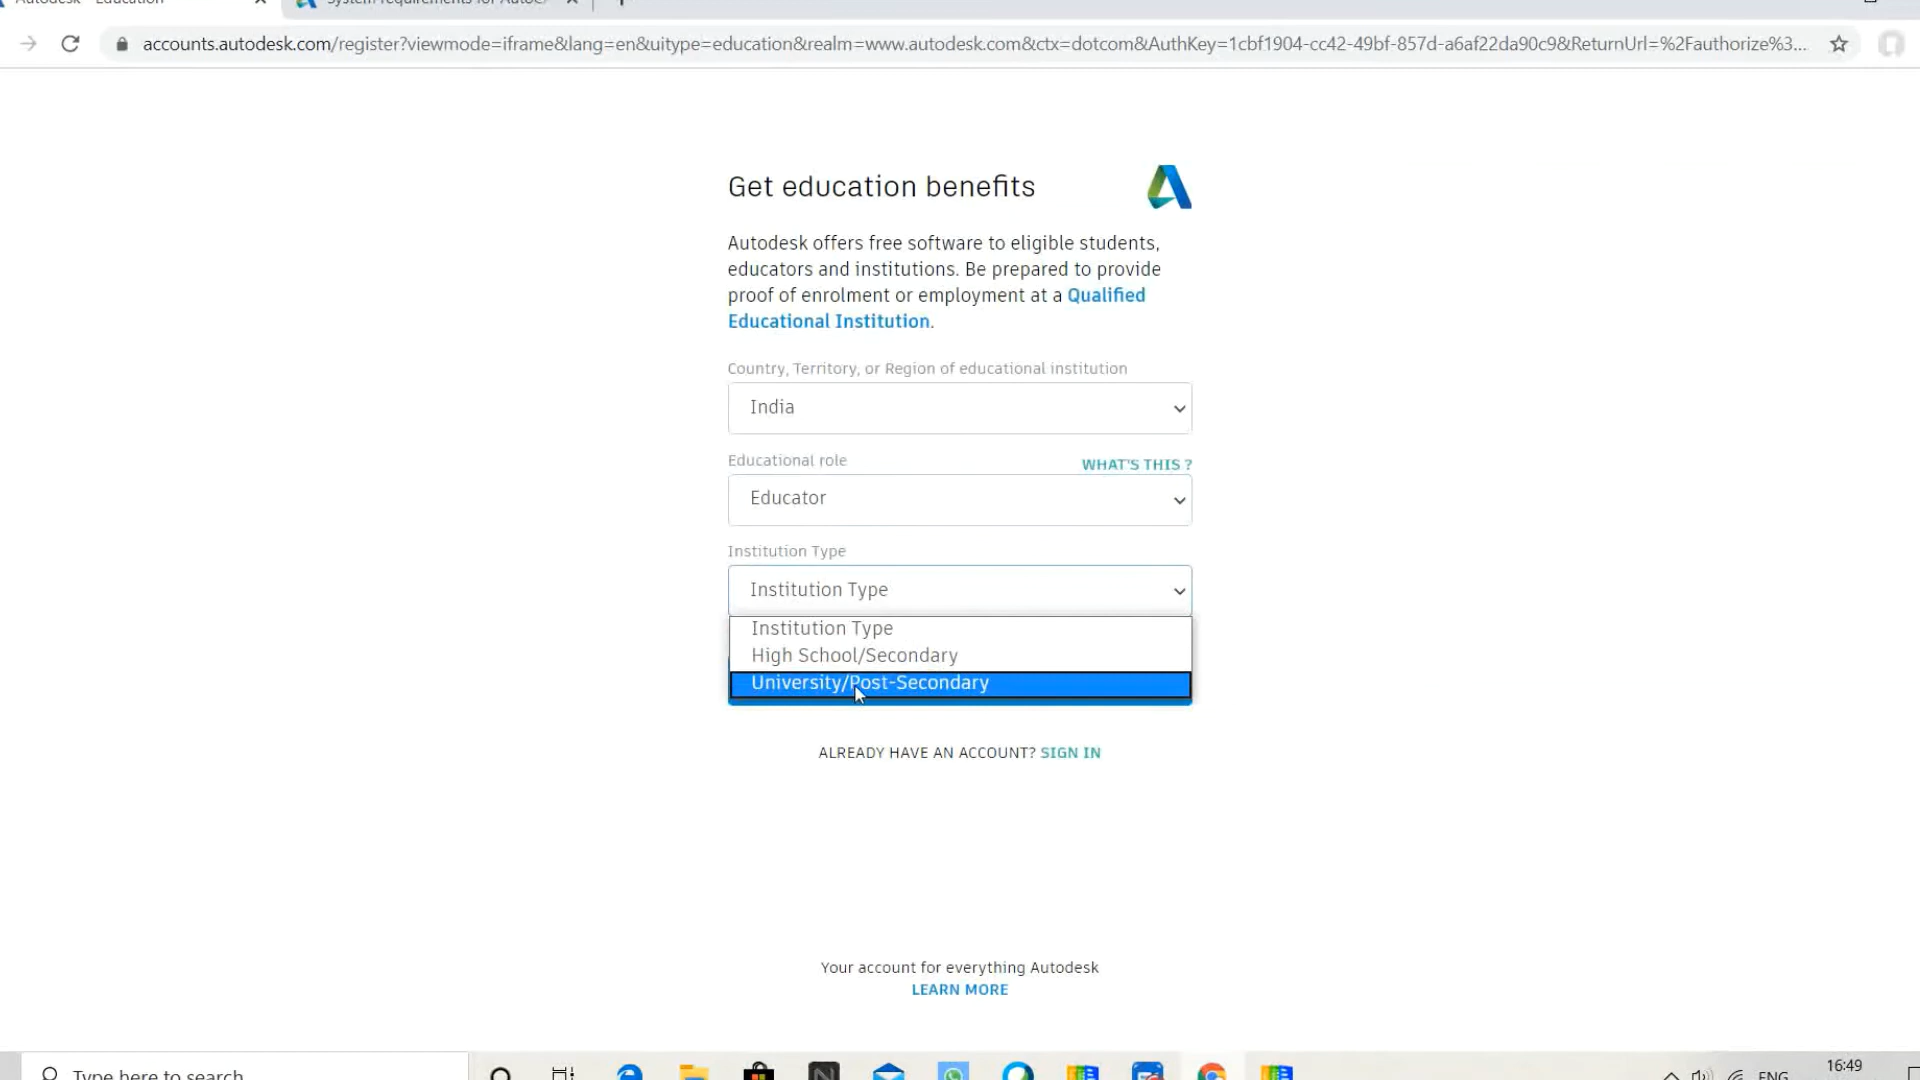 accounts.autodesk.com/register?viewmode=iframe&lang=en&uitype=education&realm=www.autodesk.com&ctx=dotcom&AuthKey=1cbf1904-cc42-49bf-857d-a6af22da90c9&ReturnUrl=%2Fauthorize%3...
Get education benefits
Autodesk offers free software to eligible students,
educators and institutions. Be prepared to provide
proof of enrolment or employment at a Qualified
Educational Institution.
Country, Territory, or Region of educational institution
India
Educational role WHAT'S THIS ?
Educator
Institution Type
Institution Type
Institution Type
High School/Secondary
University/Post-Secondary
ALREADY HAVE AN ACCOUNT? SIGN IN
Your account for everything Autodesk
LEARN MORE
Type here to search
ENG
16:49